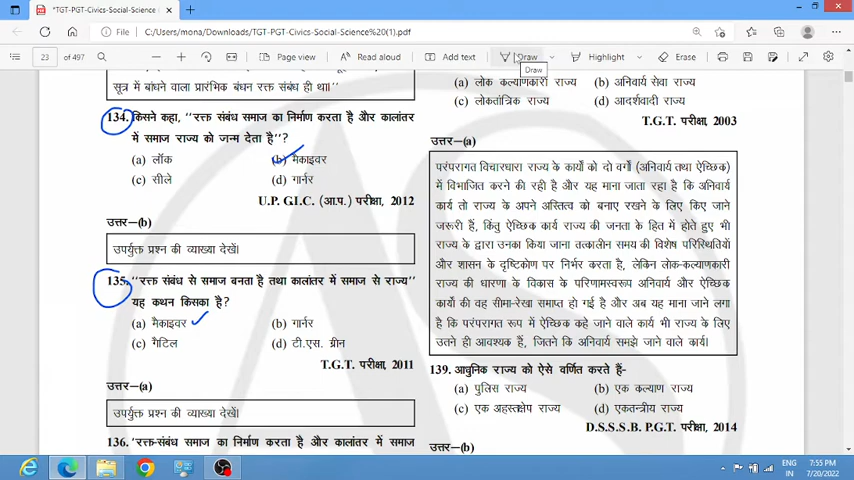 *TGT-PGT-Civics-Social-Science
File
C:/Users/mona/Downloads/TGT-PGT-Civics-Social-Science%20(1).pdf
23 of 497
Page view
Read aloud
Add text
Draw
Highlight
Erase
Draw
सूत्र में बांधने वाला प्रारंभिक बंधन रक्त संबंध ही था।"
134. किसने कहा, "रक्त संबंध समाज का निर्माण करता है और कालांतर
में समाज राज्य को जन्म देता है"?
(a) लॉक (b) मैकाइवर
(c) सीले (d) गार्नर
U.P. G.I.C. (आ.प.) परीक्षा, 2012
उत्तर–(b)
उपर्युक्त प्रश्न की व्याख्या देखें।
135. "रक्त संबंध से समाज बनता है तथा कालांतर में समाज से राज्य"
यह कथन किसका है?
(a) मैकाइवर (b) गार्नर
(c) गैटिल (d) टी.एस. ग्रीन
T.G.T. परीक्षा, 2011
उत्तर–(a)
उपर्युक्त प्रश्न की व्याख्या देखें।
136. 'रक्त-संबंध समाज का निर्माण करता है और कालांतर में समाज
(a) लोक कल्याणकारी राज्य (b) अनिवार्य सेवा राज्य
(c) लोकतांत्रिक राज्य (d) आदर्शवादी राज्य
T.G.T. परीक्षा, 2003
उत्तर–(a)
परंपरागत विचारधारा राज्य के कार्यों को दो वर्गों (अनिवार्य तथा ऐच्छिक)
में विभाजित करने की रही है और यह माना जाता रहा है कि अनिवार्य
कार्य तो राज्य के अपने अस्तित्व को बनाए रखने के लिए किए जाने
जरूरी हैं, किंतु ऐच्छिक कार्य राज्य की जनता के हित में होते हुए भी
राज्य के द्वारा उनका किया जाना तत्कालीन समय की विशेष परिस्थितियों
और शासन के दृष्टिकोण पर निर्भर करता है, लेकिन लोक-कल्याणकारी
राज्य की धारणा के विकास के परिणामस्वरूप अनिवार्य और ऐच्छिक
कार्यों की वह सीमा-रेखा समाप्त हो गई है और अब यह माना जाने लगा
है कि परंपरागत रूप में ऐच्छिक कहे जाने वाले कार्य भी राज्य के लिए
उतने ही आवश्यक हैं, जितने कि अनिवार्य समझे जाने वाले कार्य।
139. आधुनिक राज्य को ऐसे वर्णित करते हैं-
(a) पुलिस राज्य (b) एक कल्याण राज्य
(c) एक अहस्तक्षेप राज्य (d) एकतन्त्रीय राज्य
D.S.S.S.B. P.G.T. परीक्षा, 2014
उत्तर–(b)
ENG
IN
7:55 PM
7/20/2022